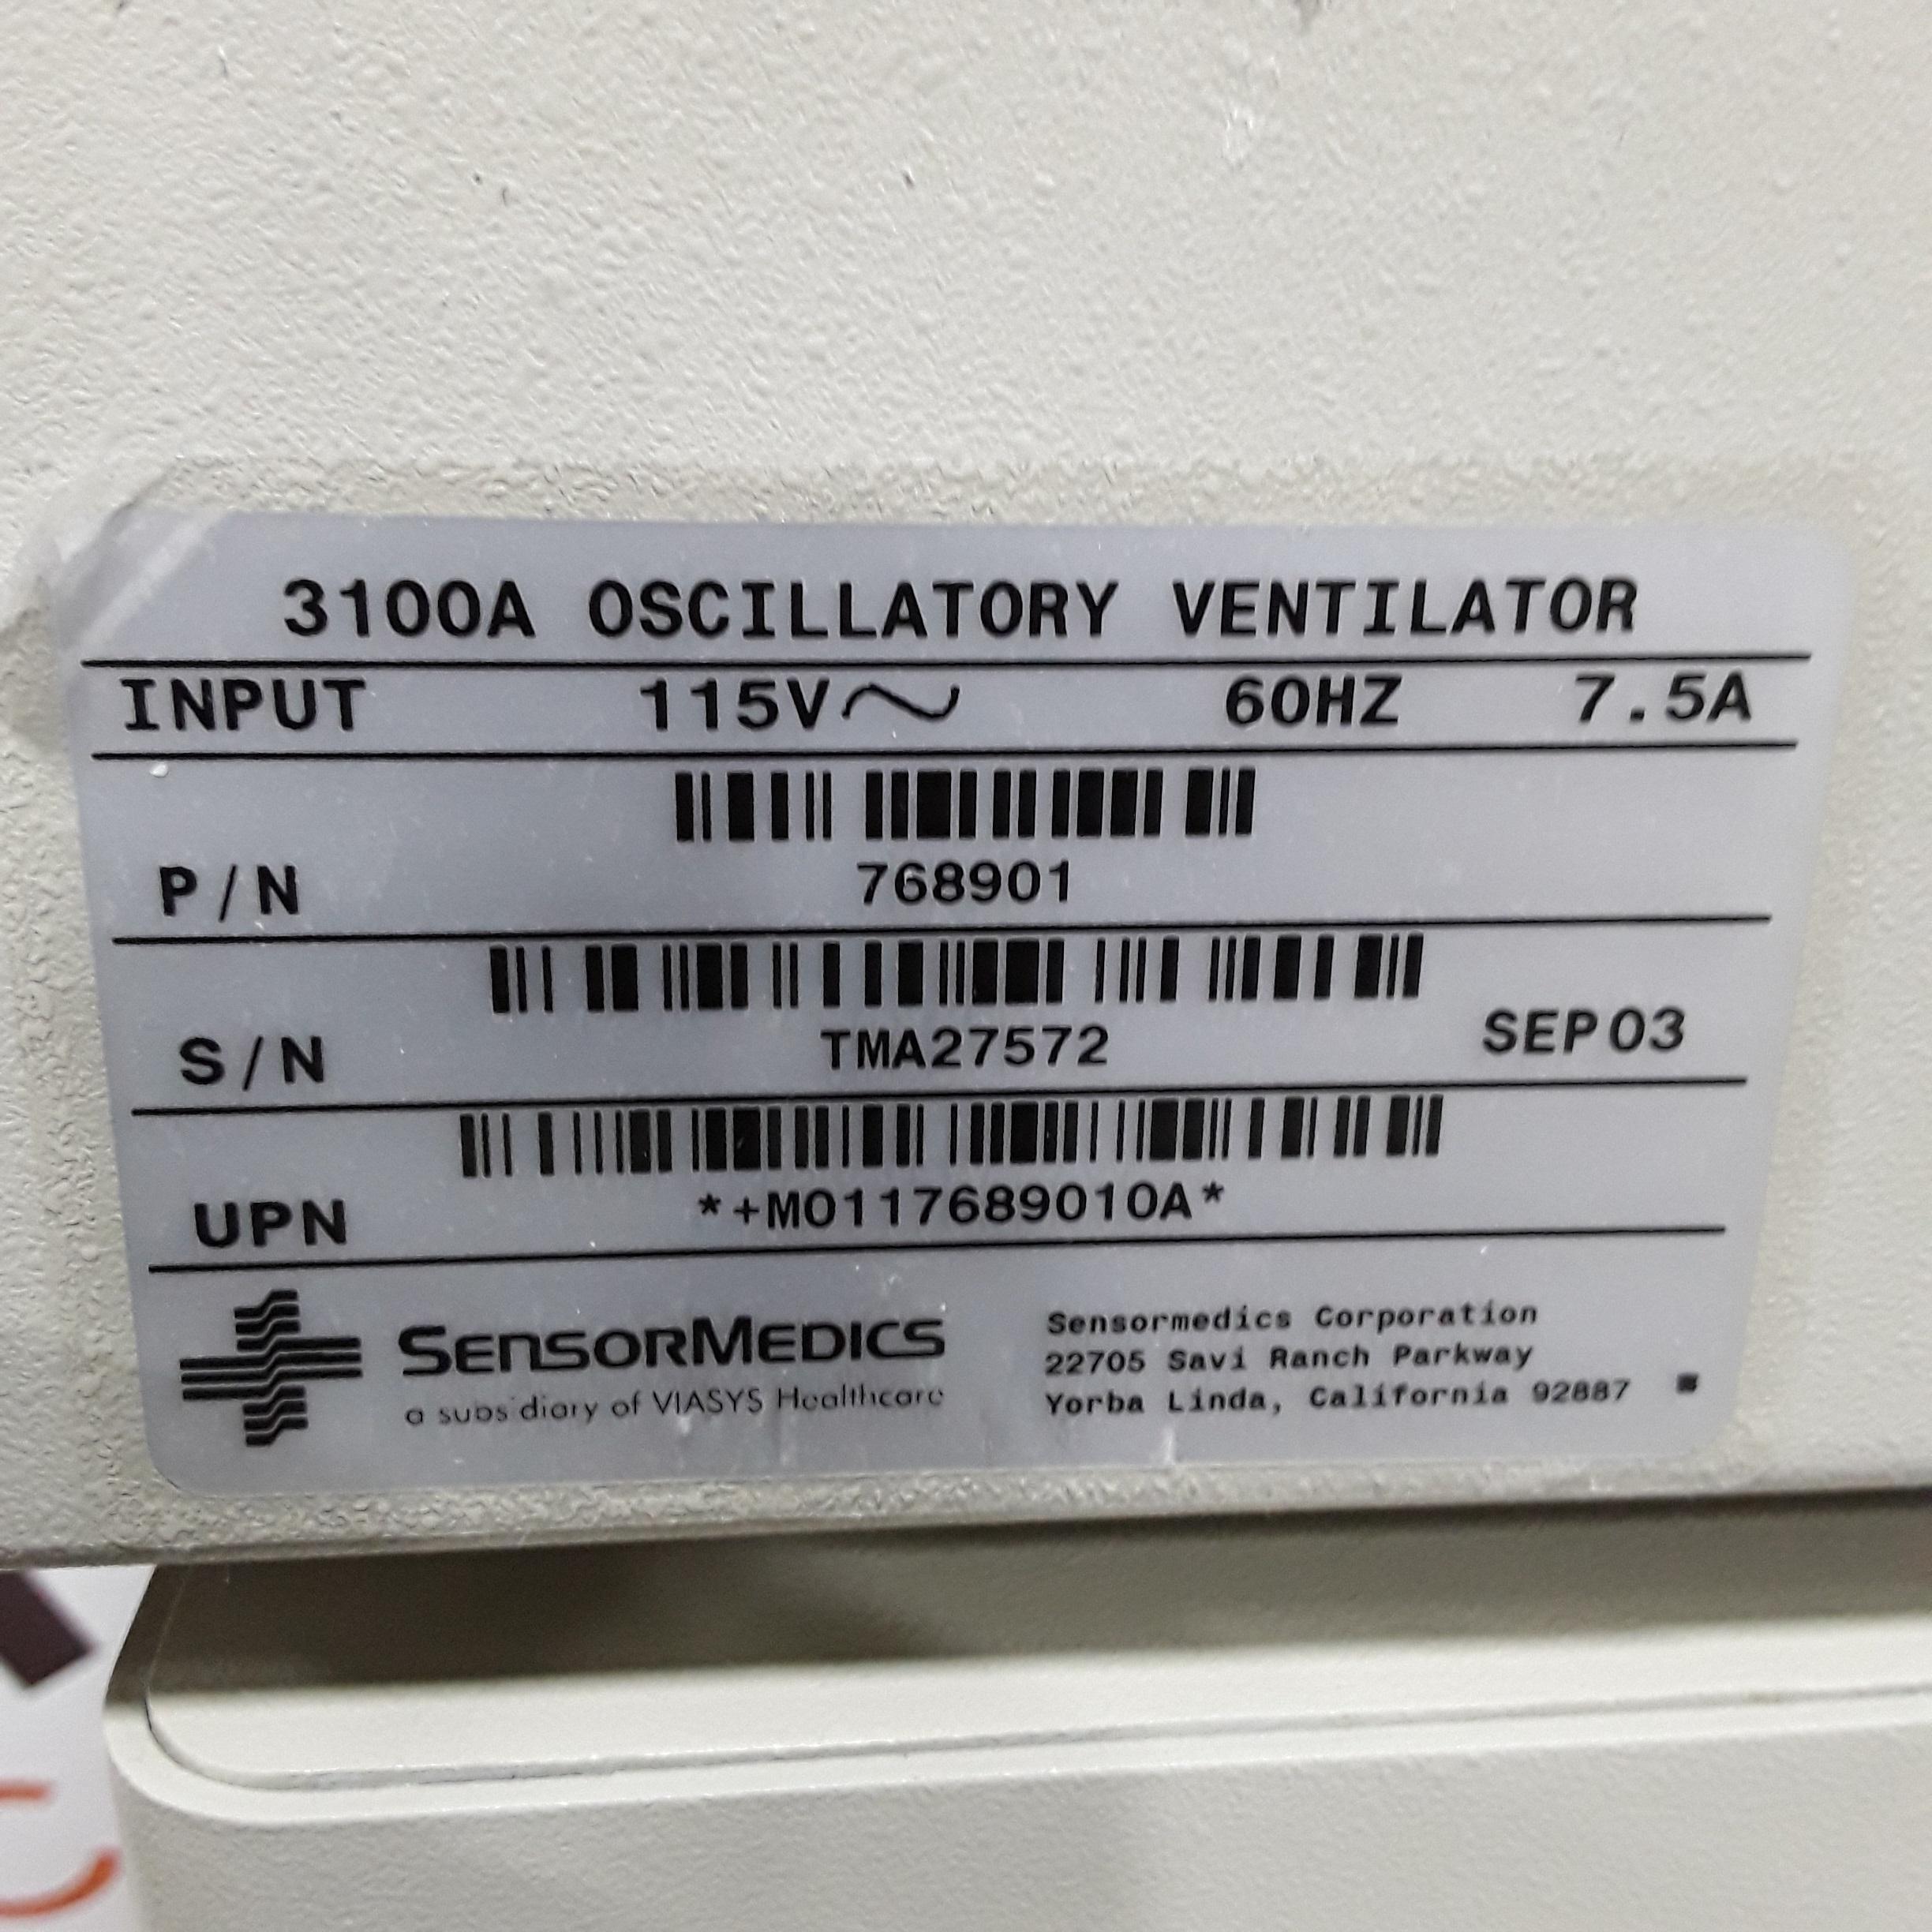 3100A OSCILLATORY VENTILATOR
INPUT 115V~ 60HZ 7.5A
P/N 768901
S/N TMA27572 SEP03
UPN *+M0117689010A*
SENSORMEDICS
a subsidiary of VIASYS Healthcare
Sensormedics Corporation
22705 Savi Ranch Parkway
Yorba Linda, California 92887